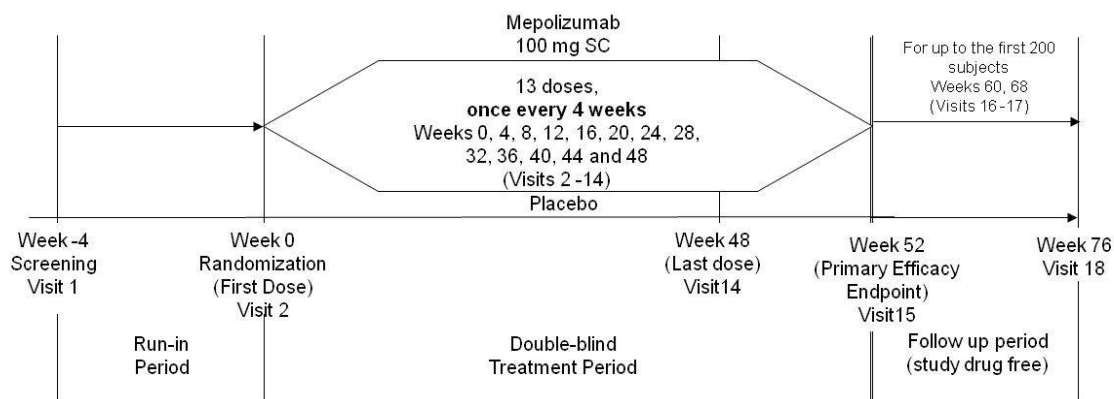 Mepolizumab
100 mg SC
For up to the first 200
subjects
Weeks 60, 68
(Visits 16-17)
13 doses,
once every 4 weeks
Weeks 0, 4, 8, 12, 16, 20, 24, 28,
32, 36, 40, 44 and 48
(Visits 2-14)
Placebo
Week -4
Screening
Visit 1
Week 0
Randomization
(First Dose)
Visit 2
Week 48
(Last dose)
Visit14
Week 52
(Primary Efficacy
Endpoint)
Visit15
Week 76
Visit 18
Run-in
Period
Double-blind
Treatment Period
Follow up period
(study drug free)